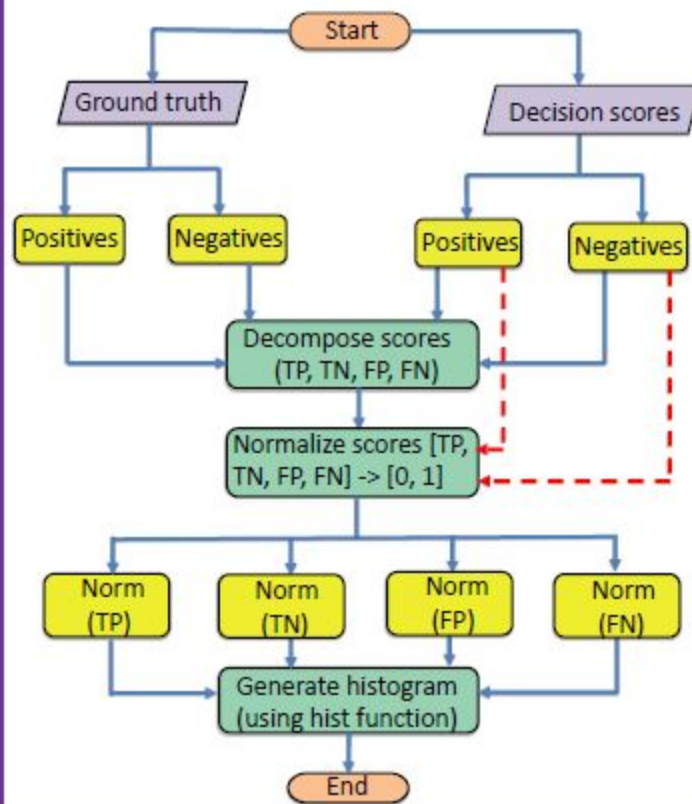 Start
Ground truth
Decision scores
Positives
Negatives
Positives
Negatives
Decompose scores
(TP, TN, FP, FN)
Normalize scores [TP,
TN, FP, FN] -> [0, 1]
Norm
(TP)
Norm
(TN)
Norm
(FP)
Norm
(FN)
Generate histogram
(using hist function)
End